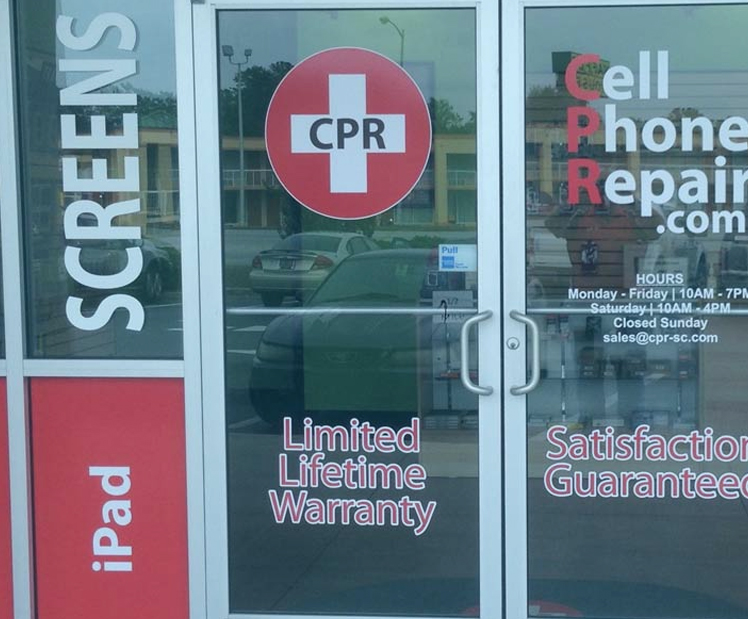 SCREENS
iPad
CPR
Pull
Limited
Lifetime
Warranty
Cell
Phone
Repair
.com
HOURS
Monday - Friday | 10AM - 7PM
Saturday | 10AM - 4PM
Closed Sunday
sales@cpr-sc.com
Satisfaction
Guaranteed